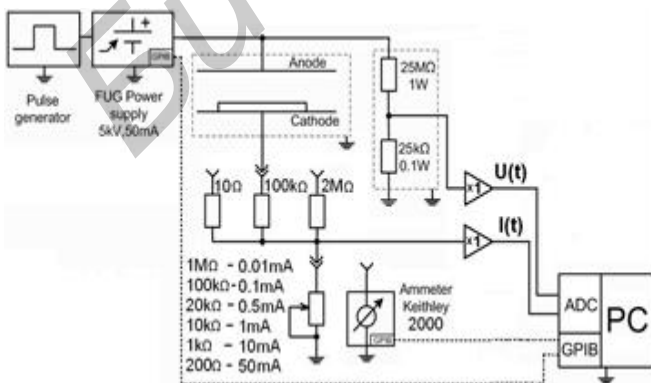 Pulse
generator
GPIB
FUG Power
supply
5kV,50mA
Anode
Cathode
25MΩ
1W
25kΩ
0.1W
U(t)
x1
I(t)
x1
10Ω
100kΩ
2MΩ
1MΩ - 0.01mA
100kΩ-0.1mA
20kΩ - 0.5mA
10kΩ - 1mA
1kΩ - 10mA
200Ω - 50mA
Ammeter
Keithley
2000
GPIB
ADC
GPIB
PC